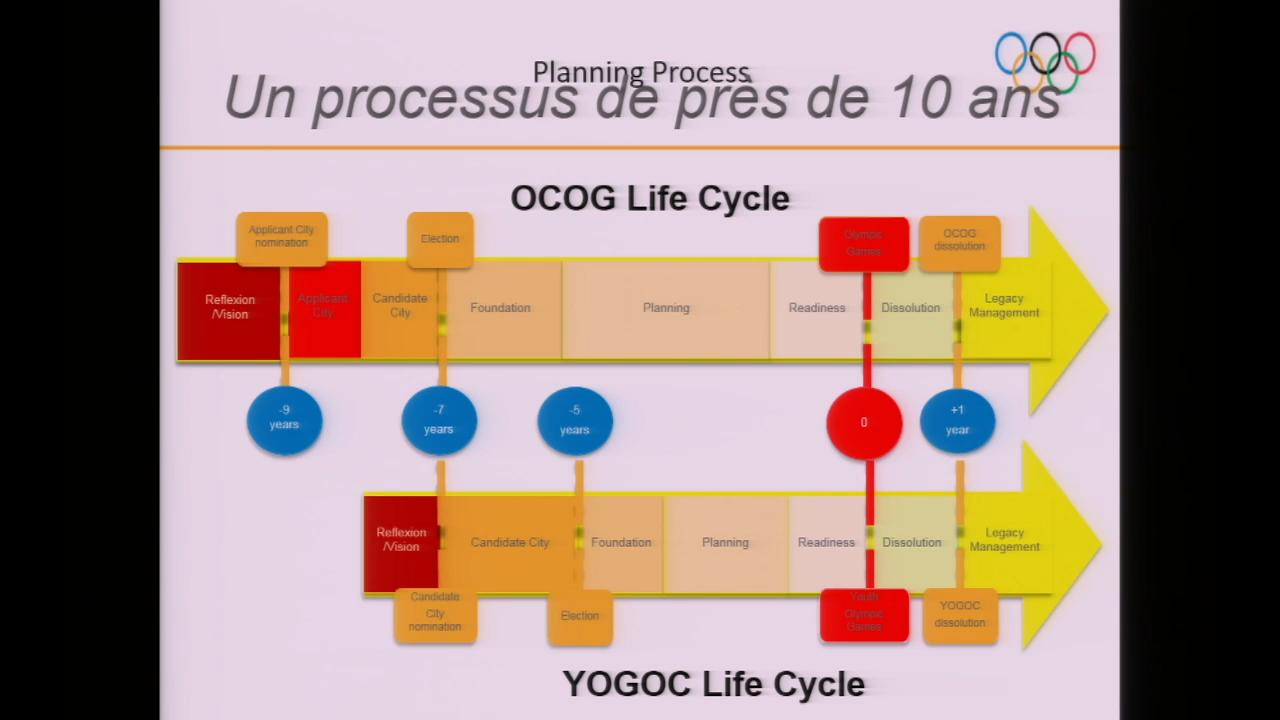 Planning Process
Un processus de près de 10 ans
OCOG Life Cycle
Applicant City
nomination
Election
Olympic
Games
OCOG
dissolution
Reflexion
/Vision
Applicant
City
Candidate
City
Foundation
Planning
Readiness
Dissolution
Legacy
Management
-9
years
-7
years
-5
years
0
+1
year
Reflexion
/Vision
Candidate City
Foundation
Planning
Readiness
Dissolution
Legacy
Management
Candidate
City
nomination
Election
Youth
Olympic
Games
YOGOC
dissolution
YOGOC Life Cycle